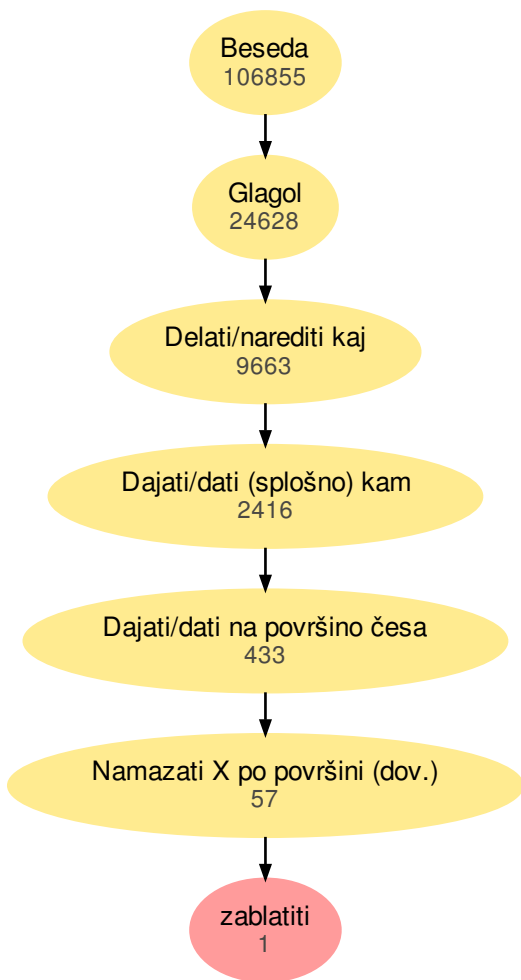 Beseda
106855
Glagol
24628
Delati/narediti kaj
9663
Dajati/dati (splošno) kam
2416
Dajati/dati na površino česa
433
Namazati X po površini (dov.)
57
zablatiti
1